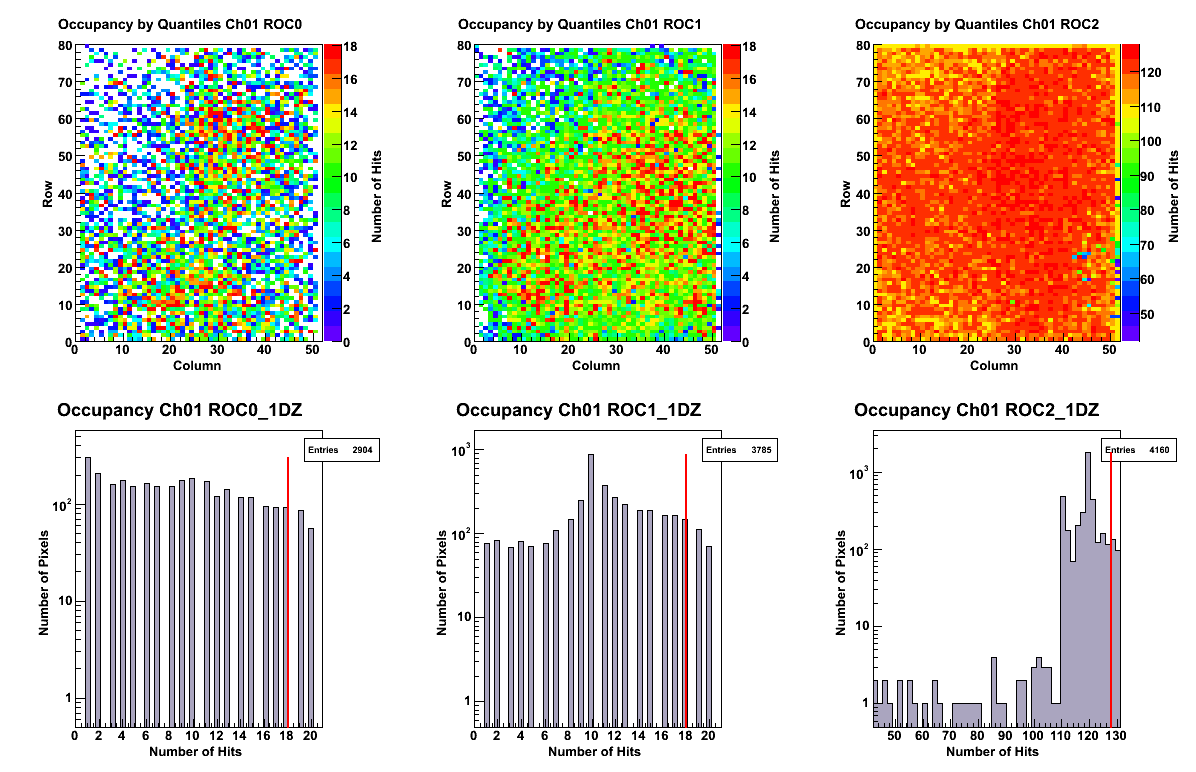 Occupancy by Quantiles Ch01 ROC0
Occupancy by Quantiles Ch01 ROC1
Occupancy by Quantiles Ch01 ROC2
Row
80
70
60
50
40
30
20
10
0
0 10 20 30 40 50
Column
18
16
14
12
10
8
6
4
2
0
Number of Hits
Row
80
70
60
50
40
30
20
10
0
0 10 20 30 40 50
Column
18
16
14
12
10
8
6
4
2
0
Number of Hits
Row
80
70
60
50
40
30
20
10
0
0 10 20 30 40 50
Column
120
110
100
90
80
70
60
50
Number of Hits
Occupancy Ch01 ROC0_1DZ
Occupancy Ch01 ROC1_1DZ
Occupancy Ch01 ROC2_1DZ
Entries 2904
Number of Pixels
10²
10
1
0 2 4 6 8 10 12 14 16 18 20
Number of Hits
Entries 3785
Number of Pixels
10³
10²
10
1
0 2 4 6 8 10 12 14 16 18 20
Number of Hits
Entries 4160
Number of Pixels
10³
10²
10
1
50 60 70 80 90 100 110 120 130
Number of Hits